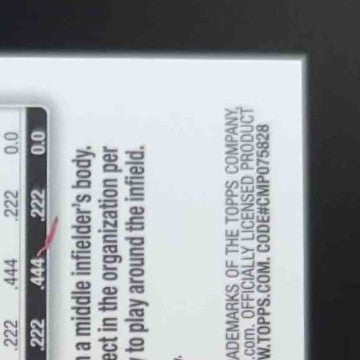 .222 .444 .222 0.0
.222 .444 .222 0.0
a middle infielder's body.
ect in the organization per
to play around the infield.
ADEMARKS OF THE TOPPS COMPANY,
.com. OFFICIALLY LICENSED PRODUCT
.TOPPS.COM. CODE#CMP075828